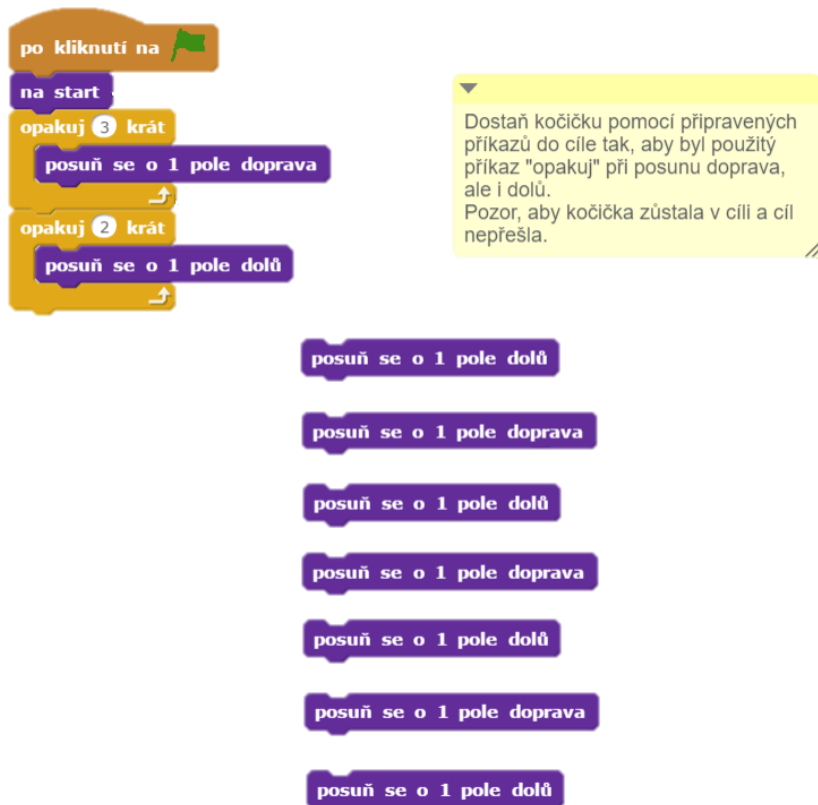 po kliknutí na
na start
opakuj 3 krát
posuň se o 1 pole doprava
opakuj 2 krát
posuň se o 1 pole dolů
Dostaň kočičku pomocí připravených
příkazů do cíle tak, aby byl použitý
příkaz "opakuj" při posunu doprava,
ale i dolů.
Pozor, aby kočička zůstala v cíli a cíl
nepřešla.
posuň se o 1 pole dolů
posuň se o 1 pole doprava
posuň se o 1 pole dolů
posuň se o 1 pole doprava
posuň se o 1 pole dolů
posuň se o 1 pole doprava
posuň se o 1 pole dolů